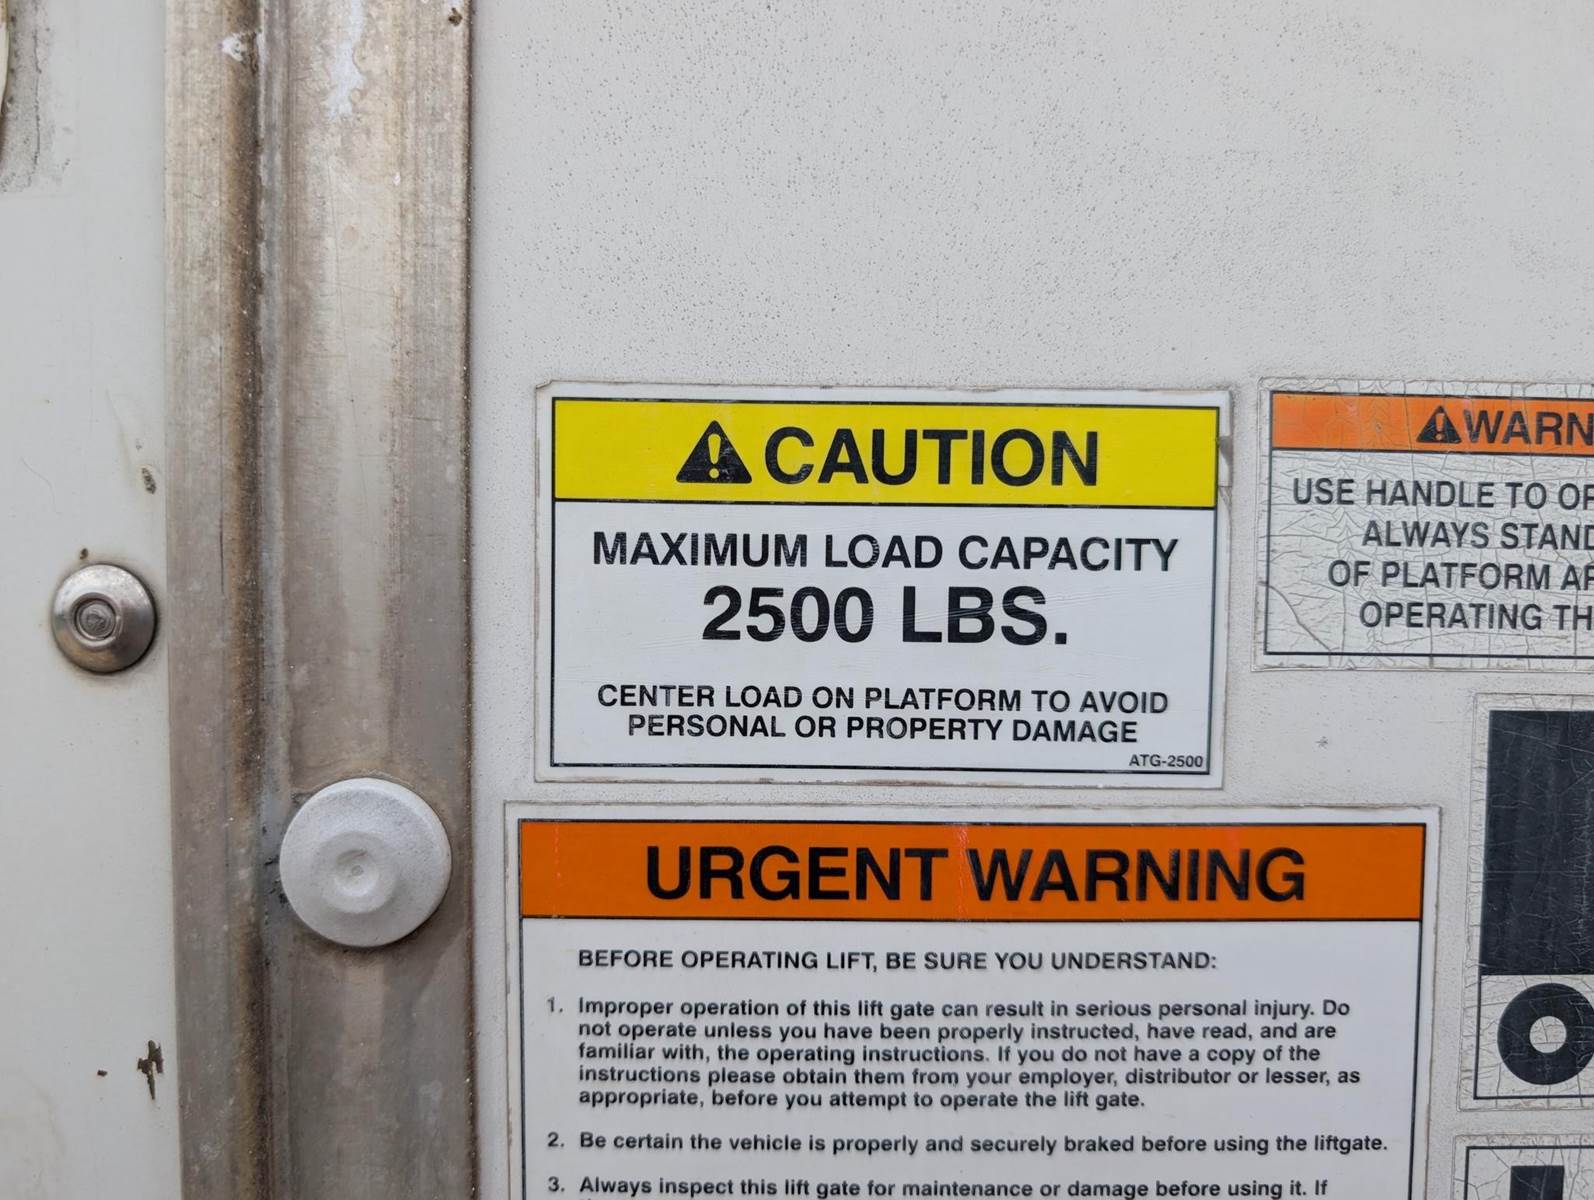 CAUTION
MAXIMUM LOAD CAPACITY
2500 LBS.
CENTER LOAD ON PLATFORM TO AVOID
PERSONAL OR PROPERTY DAMAGE
ATG-2500
USE HANDLE TO
ALWAYS
OF PLATFORM
OPERATING
URGENT WARNING
BEFORE OPERATING LIFT, BE SURE YOU UNDERSTAND:
1. Improper operation of this lift gate can result in serious personal injury. Do
not operate unless you have been properly instructed, have read, and are
familiar with, the operating instructions. If you do not have a copy of the
instructions please obtain them from your employer, distributor or lesser, as
appropriate, before you attempt to operate the lift gate.
2. Be certain the vehicle is properly and securely braked before using the liftgate.
3. Always inspect this lift gate for maintenance or damage before using it. If